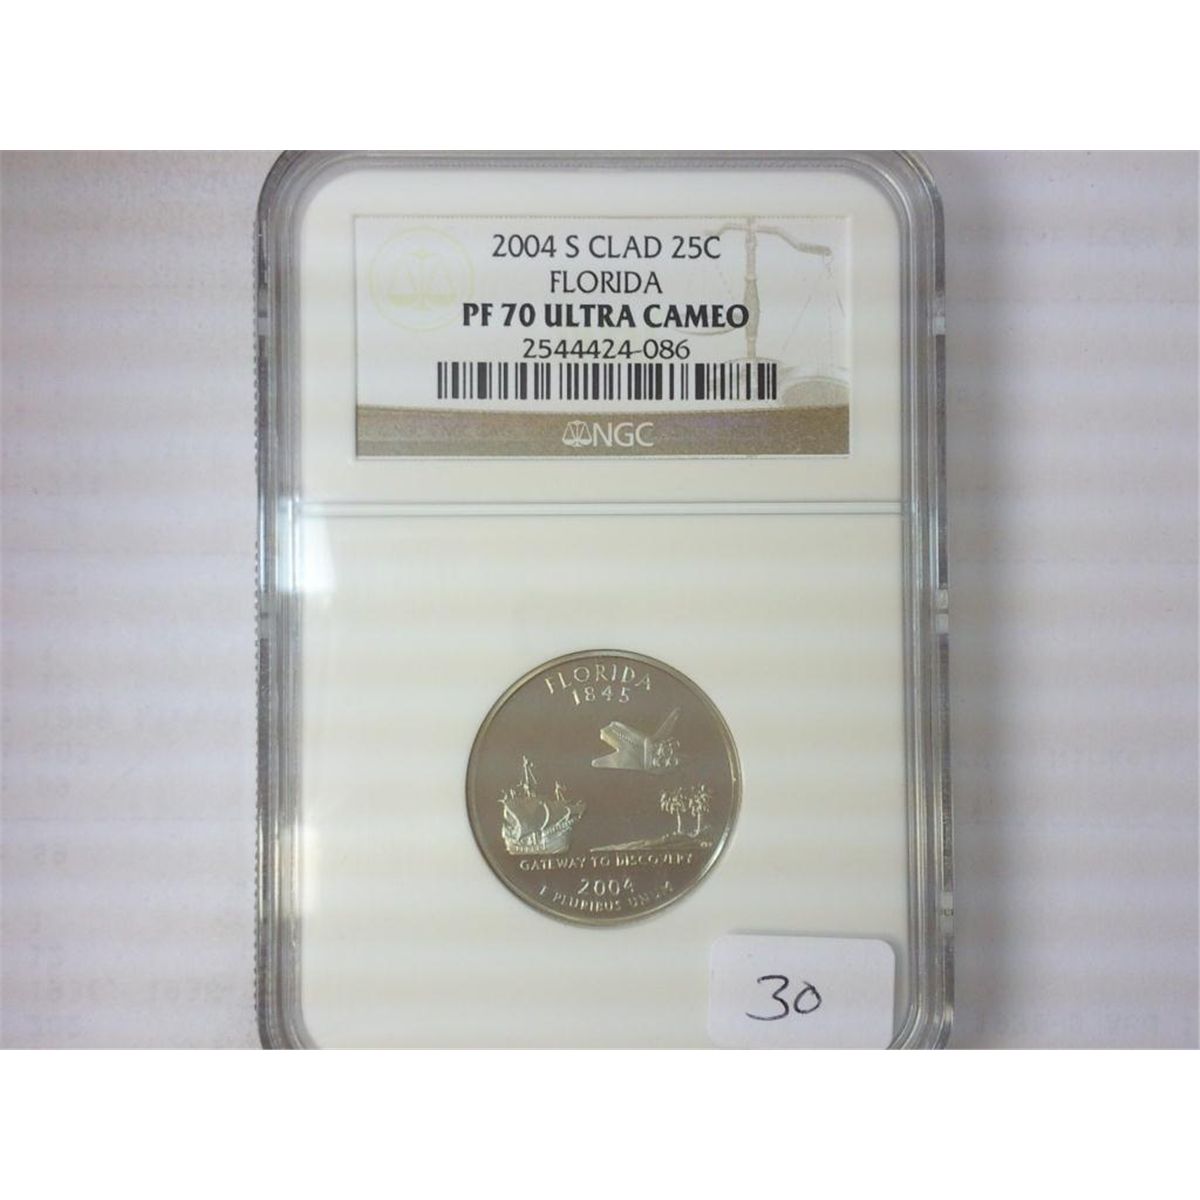 2004 S CLAD 25C
FLORIDA
PF 70 ULTRA CAMEO
2544424-086
NGC
FLORIDA
1845
GATEWAY TO DISCOVERY
2004
E PLURIBUS UNUM
30